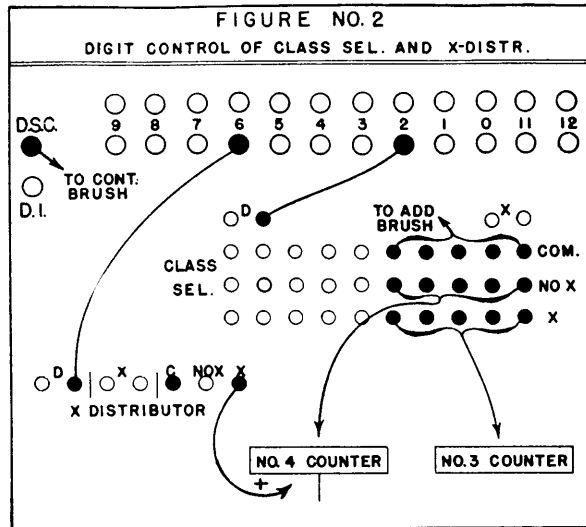 FIGURE NO. 2
DIGIT CONTROL OF CLASS SEL. AND X-DISTR.
D.S.C.
9 8 7 6 5 4 3 2 1 0 11 12
TO CONT. BRUSH
D.I.
D
TO ADD BRUSH
X
CLASS SEL.
COM.
NO X
X
D X C NOX X
X DISTRIBUTOR
NO. 4 COUNTER
NO. 3 COUNTER
+